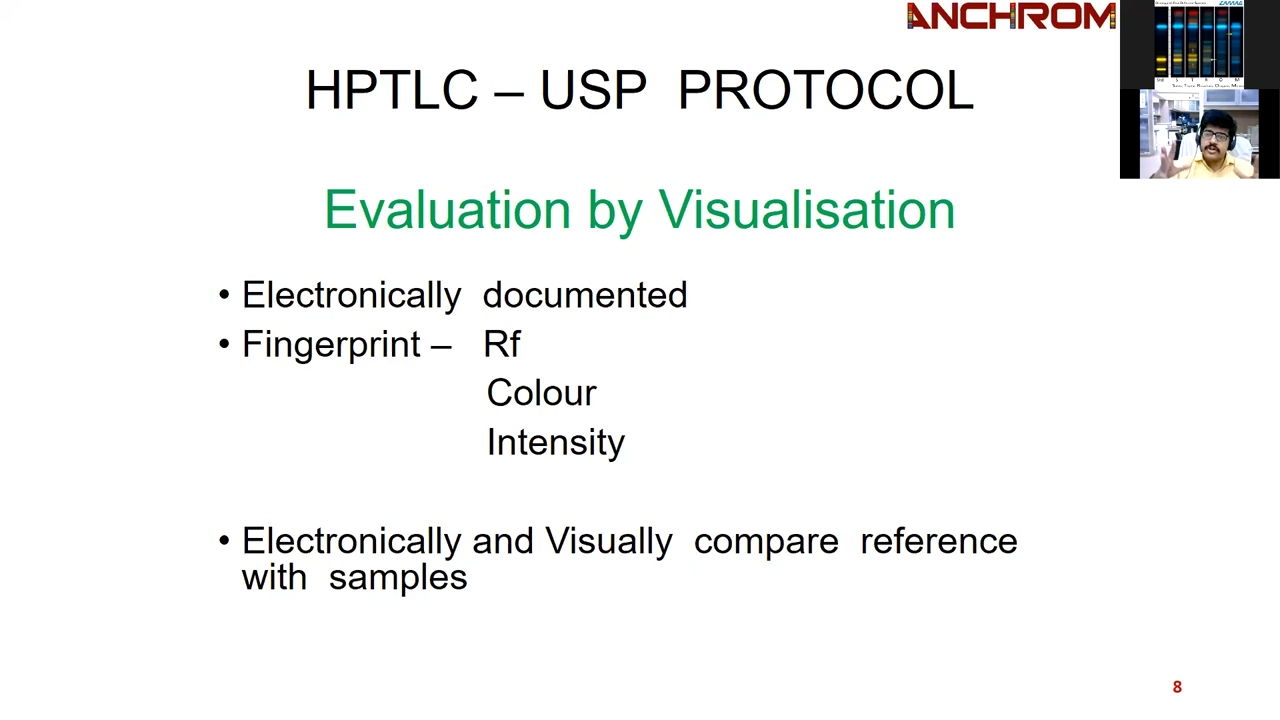 ANCHROM
CAMAG
HPTLC – USP PROTOCOL
Evaluation by Visualisation
• Electronically documented
• Fingerprint – Rf
Colour
Intensity
• Electronically and Visually compare reference
with samples
8